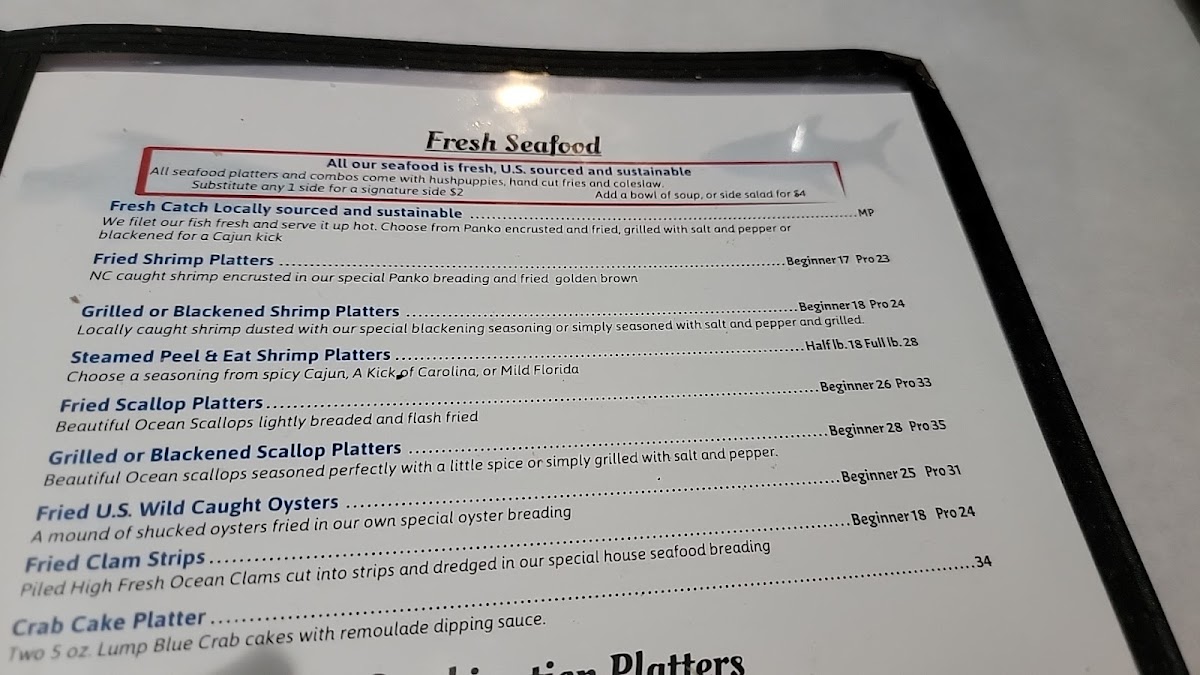 Fresh Seafood
All our seafood is fresh, U.S. sourced and sustainable
All seafood platters and combos come with hushpuppies, hand cut fries and coleslaw.
Substitute any 1 side for a signature side $2 Add a bowl of soup, or side salad for $4
Fresh Catch Locally sourced and sustainable ........ MP
We filet our fish fresh and serve it up hot. Choose from Panko encrusted and fried, grilled with salt and pepper or
blackened for a Cajun kick
Fried Shrimp Platters ........ Beginner 17 Pro 23
NC caught shrimp encrusted in our special Panko breading and fried golden brown
Grilled or Blackened Shrimp Platters ........ Beginner 18 Pro 24
Locally caught shrimp dusted with our special blackening seasoning or simply seasoned with salt and pepper and grilled.
Steamed Peel & Eat Shrimp Platters ........ Half lb. 18 Full lb. 28
Choose a seasoning from spicy Cajun, A Kick of Carolina, or Mild Florida
Fried Scallop Platters ........ Beginner 26 Pro 33
Beautiful Ocean Scallops lightly breaded and flash fried
Grilled or Blackened Scallop Platters ........ Beginner 28 Pro 35
Beautiful Ocean scallops seasoned perfectly with a little spice or simply grilled with salt and pepper.
Fried U.S. Wild Caught Oysters ........ Beginner 25 Pro 31
A mound of shucked oysters fried in our own special oyster breading
Fried Clam Strips ........ Beginner 18 Pro 24
Piled High Fresh Ocean Clams cut into strips and dredged in our special house seafood breading
Crab Cake Platter ........ 34
Two 5 oz. Lump Blue Crab cakes with remoulade dipping sauce.
Platters